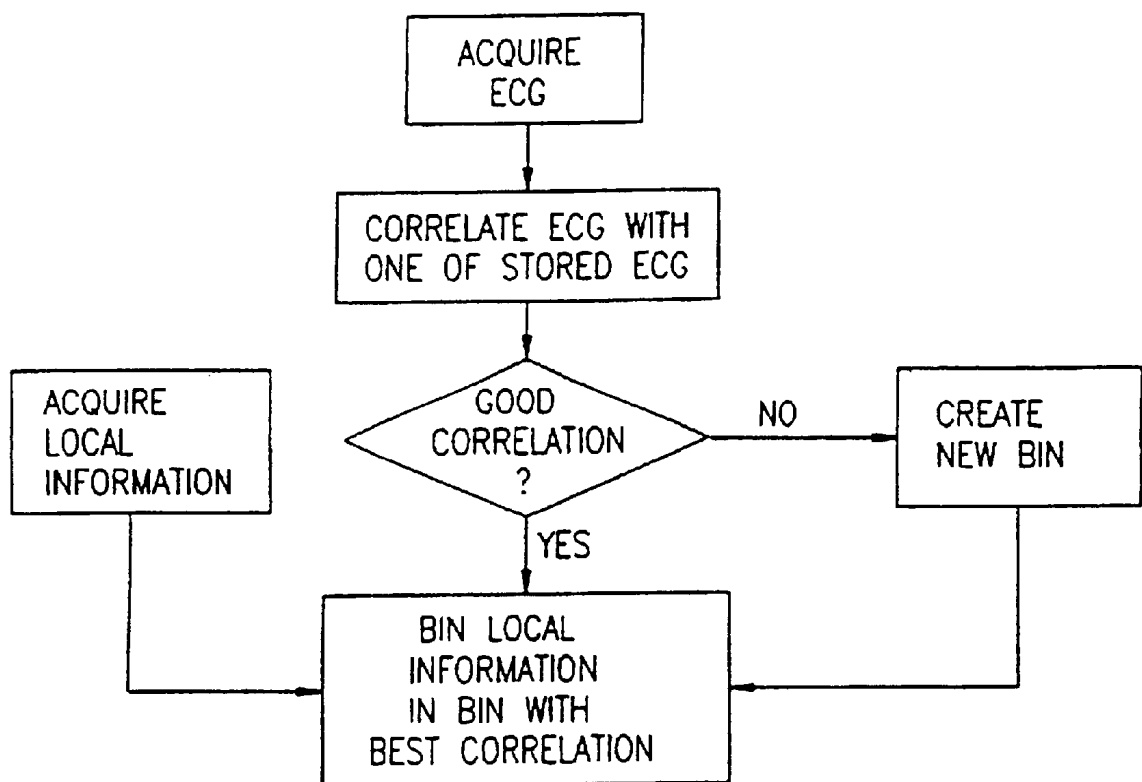 ACQUIRE
ECG
CORRELATE ECG WITH
ONE OF STORED ECG
ACQUIRE
LOCAL
INFORMATION
GOOD
CORRELATION
?
NO
CREATE
NEW BIN
YES
BIN LOCAL
INFORMATION
IN BIN WITH
BEST CORRELATION